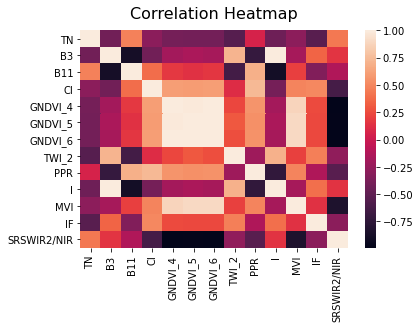 Correlation Heatmap
TN
B3
B11
CI
GNDVI_4
GNDVI_5
GNDVI_6
TWI_2
PPR
I
MVI
IF
SRSWIR2/NIR
TN
B3
B11
CI
GNDVI_4
GNDVI_5
GNDVI_6
TWI_2
PPR
I
MVI
IF
SRSWIR2/NIR
1.00
0.75
0.50
0.25
0.00
−0.25
−0.50
−0.75